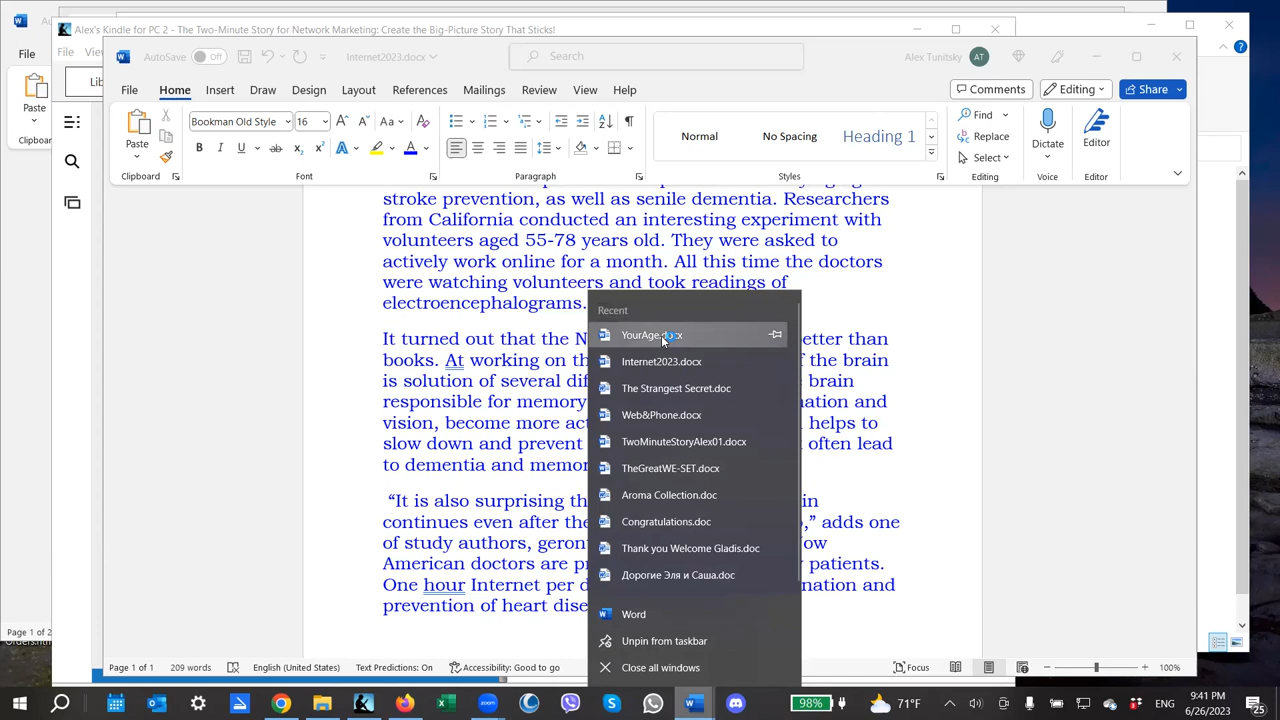 Alex's Kindle for PC 2 - The Two-Minute Story for Network Marketing: Create the Big-Picture Story That Sticks!
File
Paste
Clipboard
AutoSave Off Internet2023.docx Search Alex Tunitsky AT
File Home Insert Draw Design Layout References Mailings Review View Help Comments Editing Share
Paste
Clipboard
Bookman Old Style 16
Font
Paragraph
Normal No Spacing Heading 1
Styles
Find
Replace
Select
Editing
Dictate
Voice
Editor
Editor
stroke prevention, as well as senile dementia. Researchers
from California conducted an interesting experiment with
volunteers aged 55-78 years old. They were asked to
actively work online for a month. All this time the doctors
were watching volunteers and took readings of
electroencephalograms.
It turned out that the N etter than
books. At working on th f the brain
is solution of several dif brain
responsible for memory nation and
vision, become more ac helps to
slow down and prevent often lead
to dementia and memo
“It is also surprising th in
continues even after the ,” adds one
of study authors, geron ow
American doctors are p patients.
One hour Internet per d nation and
prevention of heart dise
Recent
YourAge.docx
Internet2023.docx
The Strangest Secret.doc
Web&Phone.docx
TwoMinuteStoryAlex01.docx
TheGreatWE-SET.docx
Aroma Collection.doc
Congratulations.doc
Thank you Welcome Gladis.doc
Дорогие Эля и Саша.doc
Word
Unpin from taskbar
Close all windows
Page 1 of 2
Page 1 of 1 209 words English (United States) Text Predictions: On Accessibility: Good to go Focus 100%
98% 71°F ENG 9:41 PM 6/26/2023 25